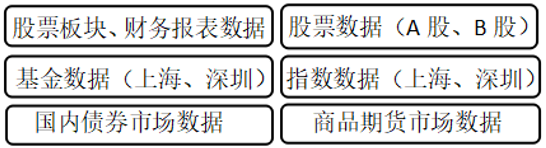 股票板块、财务报表数据
股票数据（A 股、B 股）
基金数据（上海、深圳）
指数数据（上海、深圳）
国内债券市场数据
商品期货市场数据